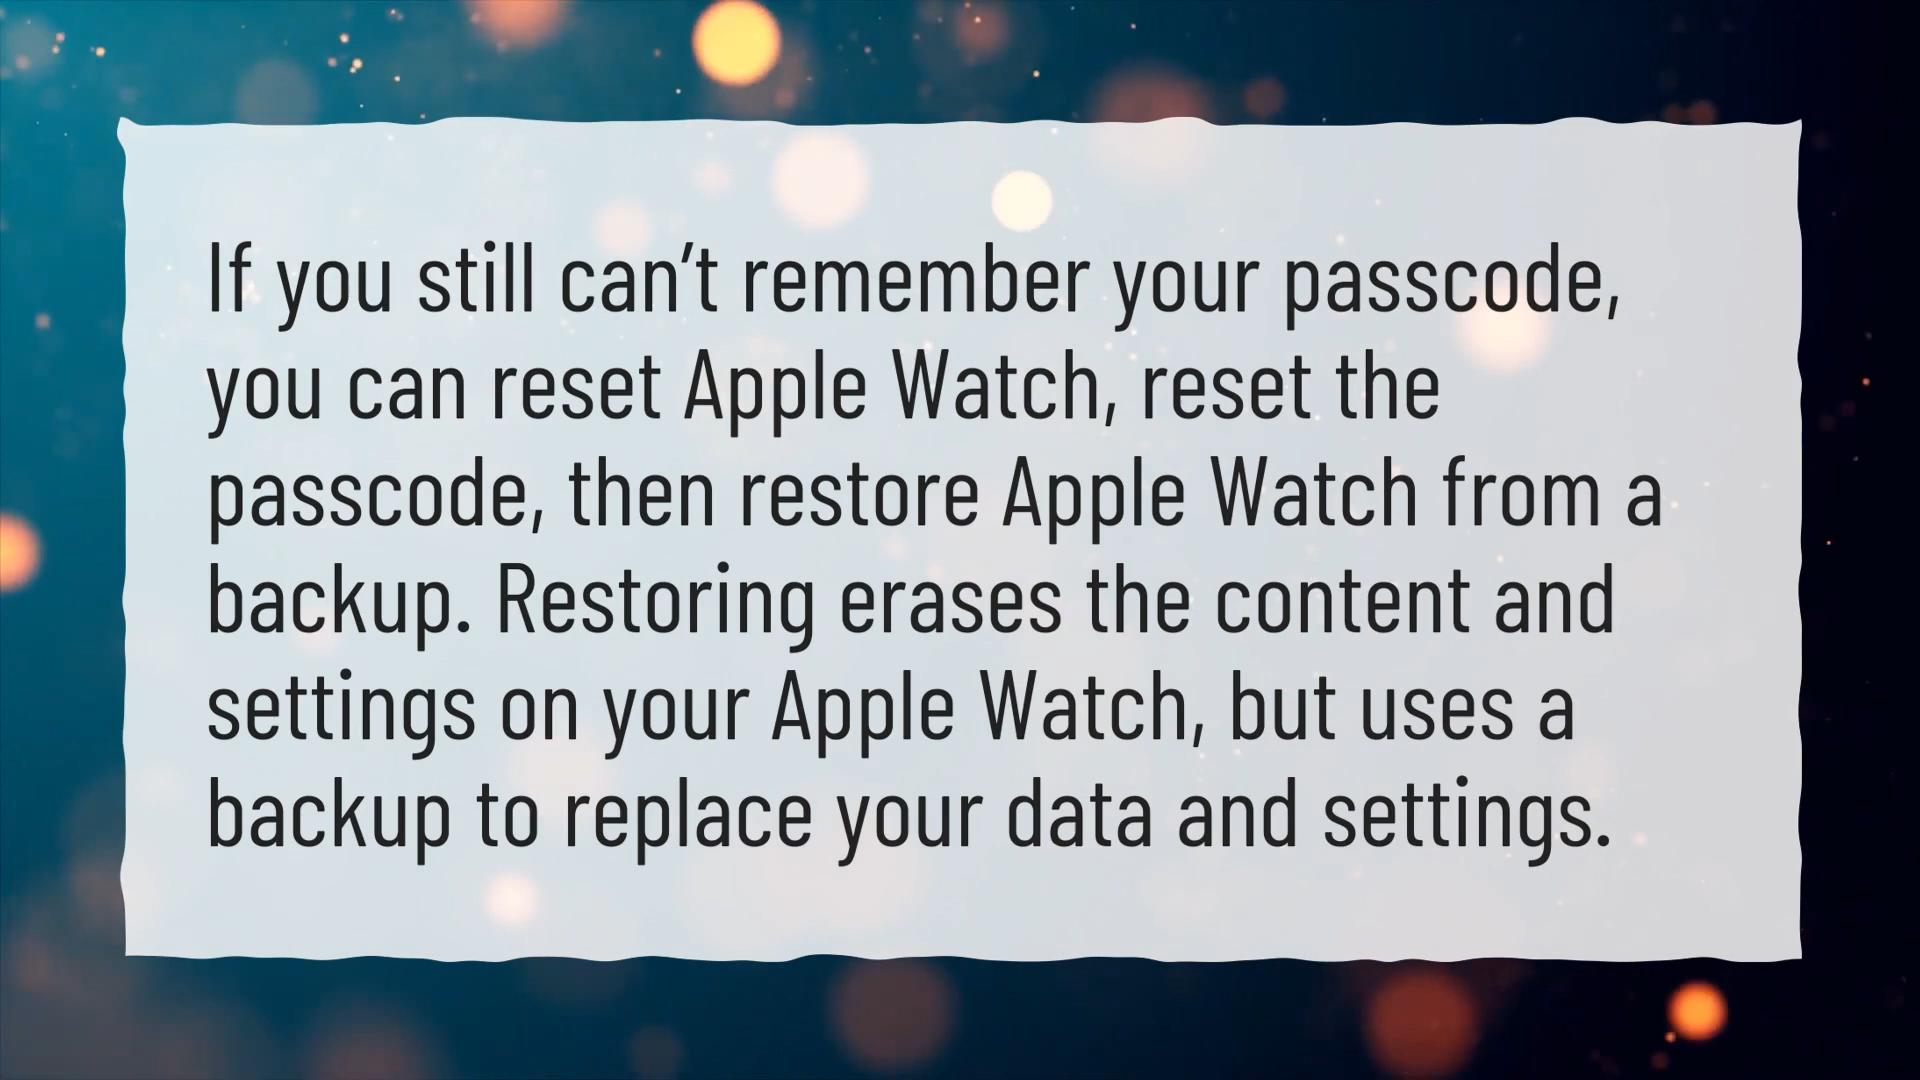 If you still can’t remember your passcode,
you can reset Apple Watch, reset the
passcode, then restore Apple Watch from a
backup. Restoring erases the content and
settings on your Apple Watch, but uses a
backup to replace your data and settings.